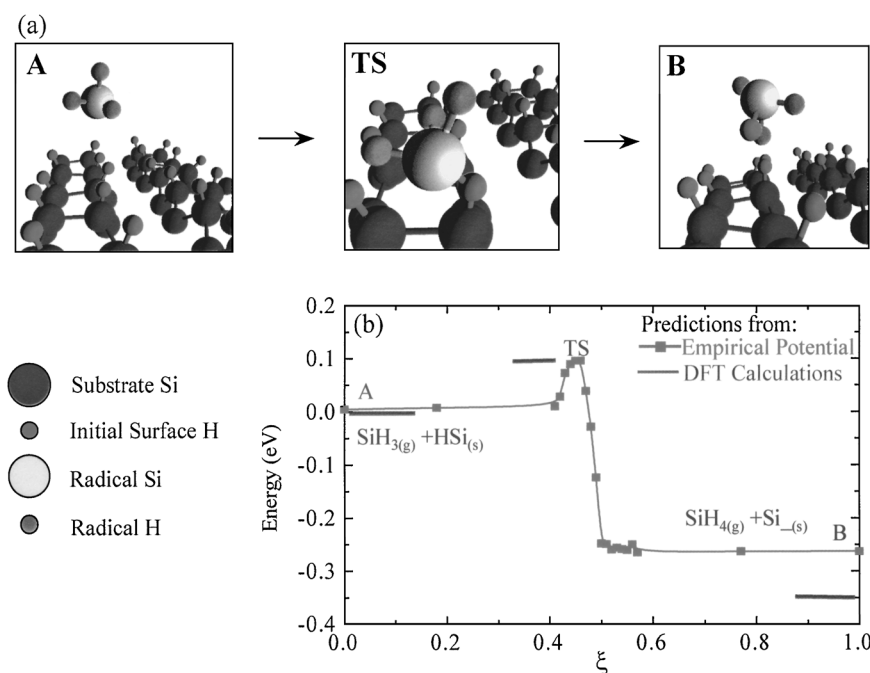 (a)
A
TS
B
Substrate Si
Initial Surface H
Radical Si
Radical H
(b)
Predictions from:
Empirical Potential
DFT Calculations
TS
A
SiH3(g) +HSi(s)
SiH4(g) +Si_(s)
B
Energy (eV)
0.2
0.1
0.0
-0.1
-0.2
-0.3
-0.4
0.0
0.2
0.4
0.6
0.8
1.0
ξ